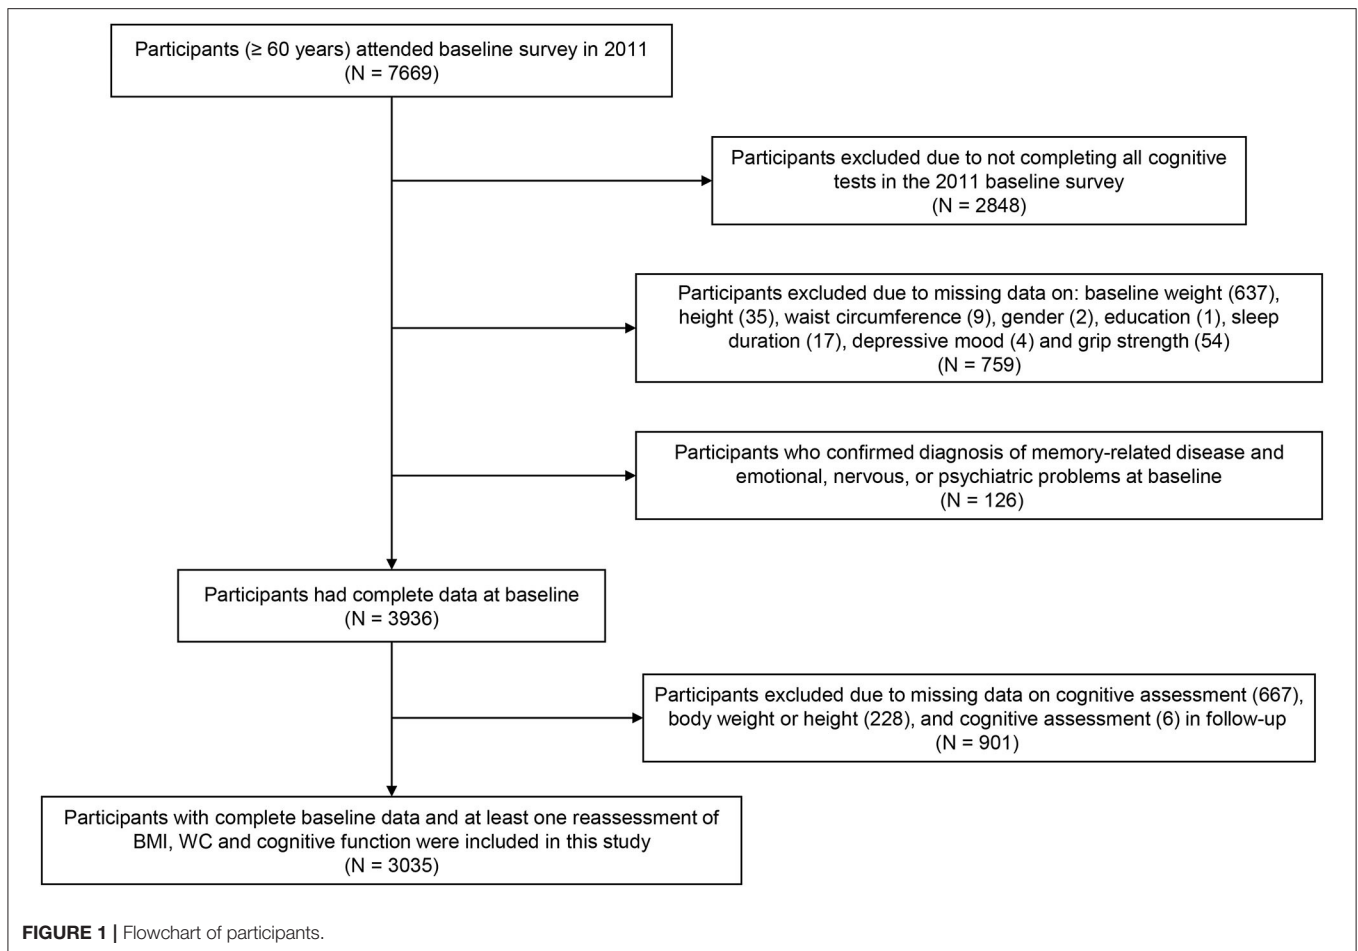 Participants (≥ 60 years) attended baseline survey in 2011
(N = 7669)
Participants excluded due to not completing all cognitive
tests in the 2011 baseline survey
(N = 2848)
Participants excluded due to missing data on: baseline weight (637),
height (35), waist circumference (9), gender (2), education (1), sleep
duration (17), depressive mood (4) and grip strength (54)
(N = 759)
Participants who confirmed diagnosis of memory-related disease and
emotional, nervous, or psychiatric problems at baseline
(N = 126)
Participants had complete data at baseline
(N = 3936)
Participants excluded due to missing data on cognitive assessment (667),
body weight or height (228), and cognitive assessment (6) in follow-up
(N = 901)
Participants with complete baseline data and at least one reassessment of
BMI, WC and cognitive function were included in this study
(N = 3035)
FIGURE 1 | Flowchart of participants.